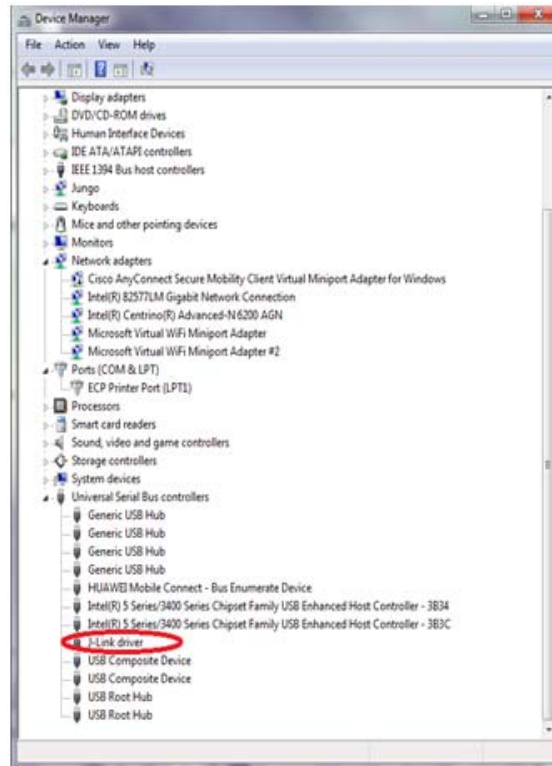 Device Manager
File Action View Help
Display adapters
DVD/CD-ROM drives
Human Interface Devices
IDE ATA/ATAPI controllers
IEEE 1394 Bus host controllers
Jungo
Keyboards
Mice and other pointing devices
Monitors
Network adapters
Cisco AnyConnect Secure Mobility Client Virtual Miniport Adapter for Windows
Intel(R) 82577LM Gigabit Network Connection
Intel(R) Centrino(R) Advanced-N 6200 AGN
Microsoft Virtual WiFi Miniport Adapter
Microsoft Virtual WiFi Miniport Adapter #2
Ports (COM & LPT)
ECP Printer Port (LPT1)
Processors
Smart card readers
Sound, video and game controllers
Storage controllers
System devices
Universal Serial Bus controllers
Generic USB Hub
Generic USB Hub
Generic USB Hub
Generic USB Hub
HUAWEI Mobile Connect - Bus Enumerate Device
Intel(R) 5 Series/3400 Series Chipset Family USB Enhanced Host Controller - 3B34
Intel(R) 5 Series/3400 Series Chipset Family USB Enhanced Host Controller - 3B3C
J-Link driver
USB Composite Device
USB Composite Device
USB Root Hub
USB Root Hub